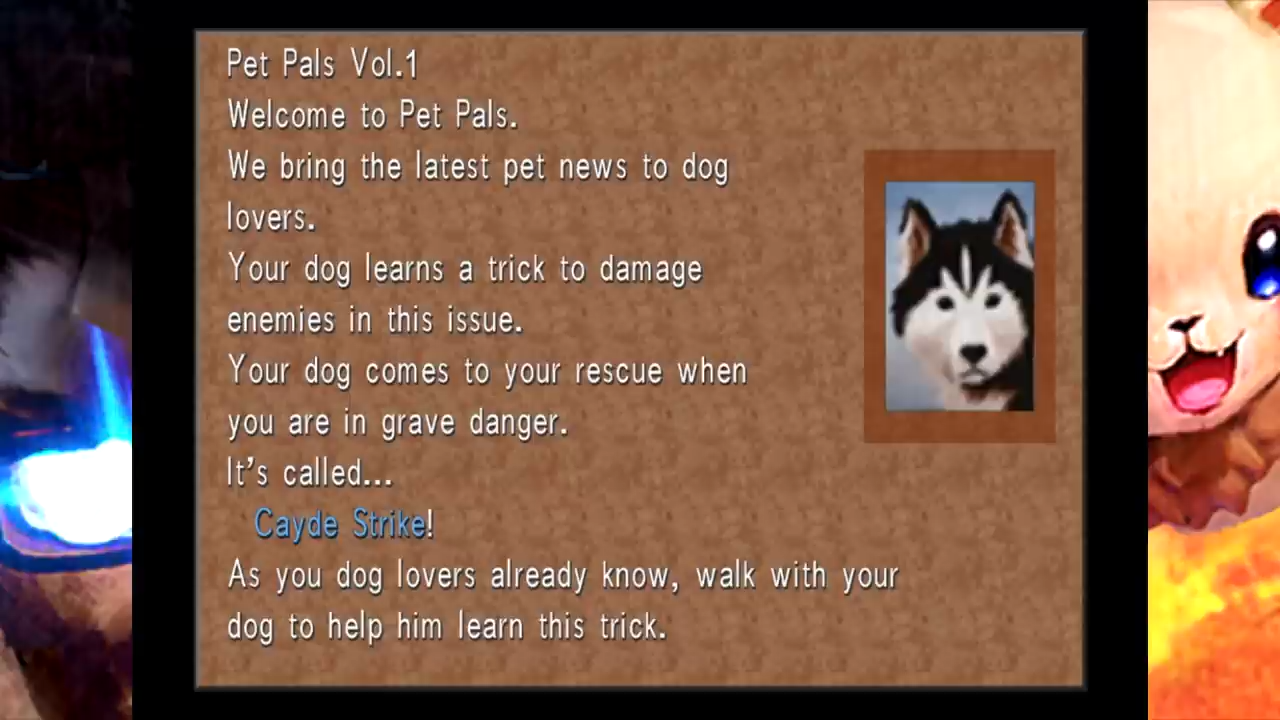 Pet Pals Vol.1
Welcome to Pet Pals.
We bring the latest pet news to dog
lovers.
Your dog learns a trick to damage
enemies in this issue.
Your dog comes to your rescue when
you are in grave danger.
It's called...
Cayde Strike!
As you dog lovers already know, walk with your
dog to help him learn this trick.